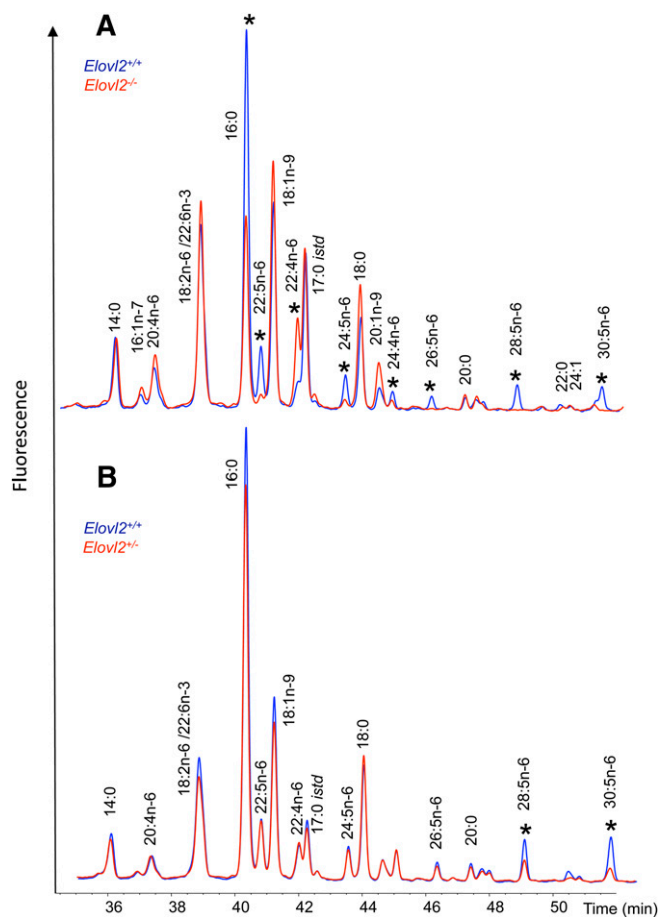 A
*
Elovl2+/+
Elovl2-/-
14:0
16:1n-7
20:4n-6
18:2n-6 /22:6n-3
16:0
* 22:5n-6
18:1n-9
* 22:4n-6
17:0 istd
* 24:5n-6
18:0
20:1n-9
* 24:4n-6
* 26:5n-6
20:0
* 28:5n-6
22:0
24:1
* 30:5n-6
Fluorescence
B
Elovl2+/+
Elovl2+/-
14:0
20:4n-6
18:2n-6 /22:6n-3
16:0
22:5n-6
18:1n-9
22:4n-6
17:0 istd
24:5n-6
18:0
26:5n-6
20:0
* 28:5n-6
* 30:5n-6
36 38 40 42 44 46 48 50 Time (min)